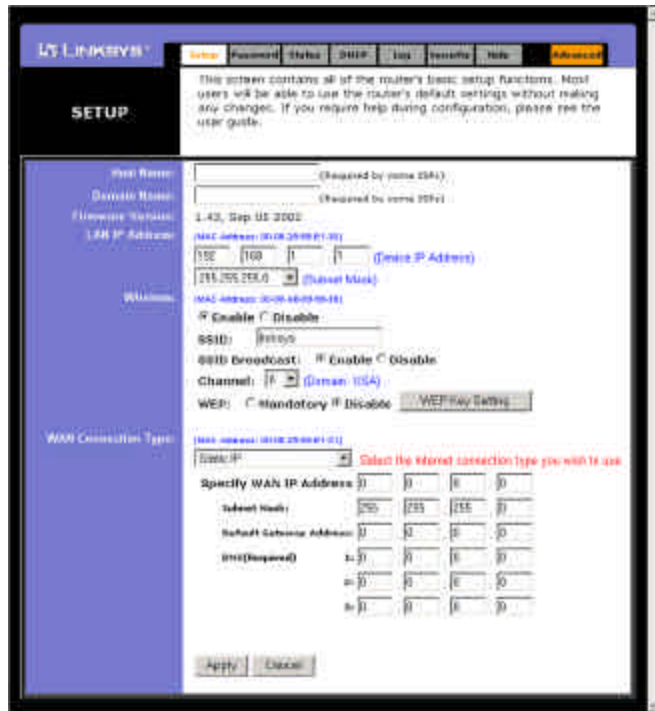 LINKSYS
Setup Password Status DHCP Log Security Help Advanced
SETUP
This screen contains all of the router's basic setup functions. Most
users will be able to use the router's default settings without making
any changes. If you require help during configuration, please see the
user guide.
Host Name: (Required by some ISPs)
Domain Name: (Required by some ISPs)
Firmware Version: 1.43, Sep 05 2002
LAN IP Address: (MAC Address:
192 168 1 1 (Device IP Address)
255.255.255.0 (Subnet Mask)
Wireless: (MAC Address:
Enable Disable
SSID: linksys
SSID Broadcast: Enable Disable
Channel: 6 (Domain: USA)
WEP: Mandatory Disable WEP Key Setting
WAN Connection Type: (MAC Address:
Static IP Select the Internet connection type you wish to use
Specify WAN IP Address 0 0 0 0
Subnet Mask: 255 255 255 0
Default Gateway Address: 0 0 0 0
DNS(Required) 1: 0 0 0 0
2: 0 0 0 0
3: 0 0 0 0
Apply Cancel